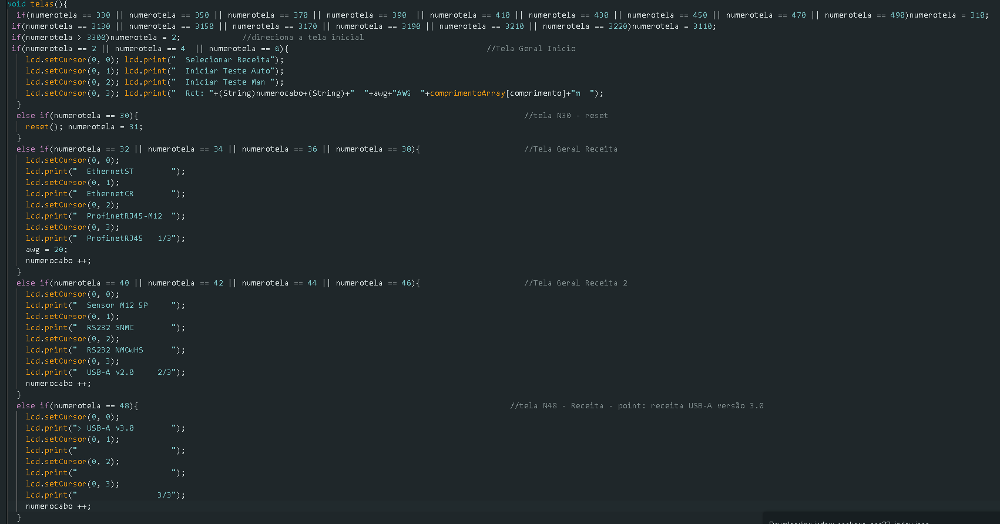 void telas(){
if(numerotela == 330 || numerotela == 350 || numerotela == 370 || numerotela == 390  || numerotela == 410 || numerotela == 430 || numerotela == 450 || numerotela == 470 || numerotela == 490)numerotela = 310;
if(numerotela == 3130 || numerotela == 3150 || numerotela == 3170 || numerotela == 3190 || numerotela == 3210 || numerotela == 3220)numerotela = 3110;
if(numerotela > 3300)numerotela = 2;             //direciona a tela inicial
if(numerotela == 2 || numerotela == 4  || numerotela == 6){                                          //Tela Geral Inicio
lcd.setCursor(0, 0); lcd.print("  Selecionar Receita");
lcd.setCursor(0, 1); lcd.print("  Iniciar Teste Auto");
lcd.setCursor(0, 2); lcd.print("  Iniciar Teste Man ");
lcd.setCursor(0, 3); lcd.print("  Rct: "+(String)numerocabo+(String)+"  "+awg+"AWG  "+comprimentoArray[comprimento]+"m  ");
}
else if(numerotela == 30){                                                                                  //tela N30 - reset
reset(); numerotela = 31;
}
else if(numerotela == 32 || numerotela == 34 || numerotela == 36 || numerotela == 38){                      //Tela Geral Receita
lcd.setCursor(0, 0);
lcd.print("  EthernetST        ");
lcd.setCursor(0, 1);
lcd.print("  EthernetCR        ");
lcd.setCursor(0, 2);
lcd.print("  ProfinetRJ45-M12  ");
lcd.setCursor(0, 3);
lcd.print("  ProfinetRJ45   1/3");
awg = 20;
numerocabo ++;
}
else if(numerotela == 40 || numerotela == 42 || numerotela == 44 || numerotela == 46){                      //Tela Geral Receita 2
lcd.setCursor(0, 0);
lcd.print("  Sensor M12 5P     ");
lcd.setCursor(0, 1);
lcd.print("  RS232 SNMC        ");
lcd.setCursor(0, 2);
lcd.print("  RS232 NMCwHS      ");
lcd.setCursor(0, 3);
lcd.print("  USB-A v2.0     2/3");
numerocabo ++;
}
else if(numerotela == 48){                                                                               //tela N48 - Receita - point: receita USB-A versão 3.0
lcd.setCursor(0, 0);
lcd.print("> USB-A v3.0        ");
lcd.setCursor(0, 1);
lcd.print("                    ");
lcd.setCursor(0, 2);
lcd.print("                    ");
lcd.setCursor(0, 3);
lcd.print("                 3/3");
numerocabo ++;
}